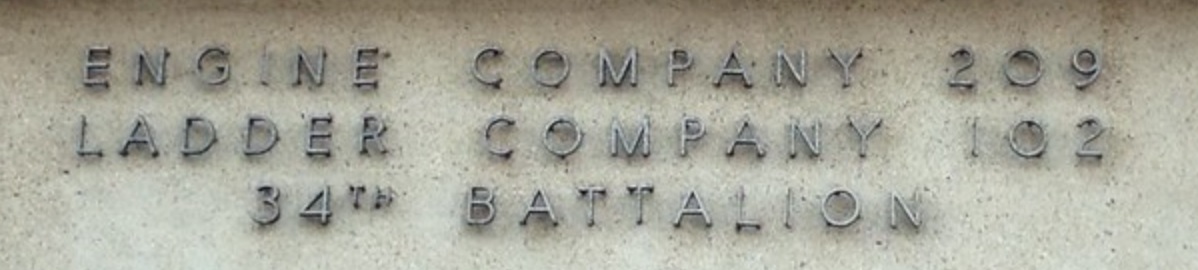 ENGINE COMPANY 209
LADDER COMPANY 102
34TH BATTALION